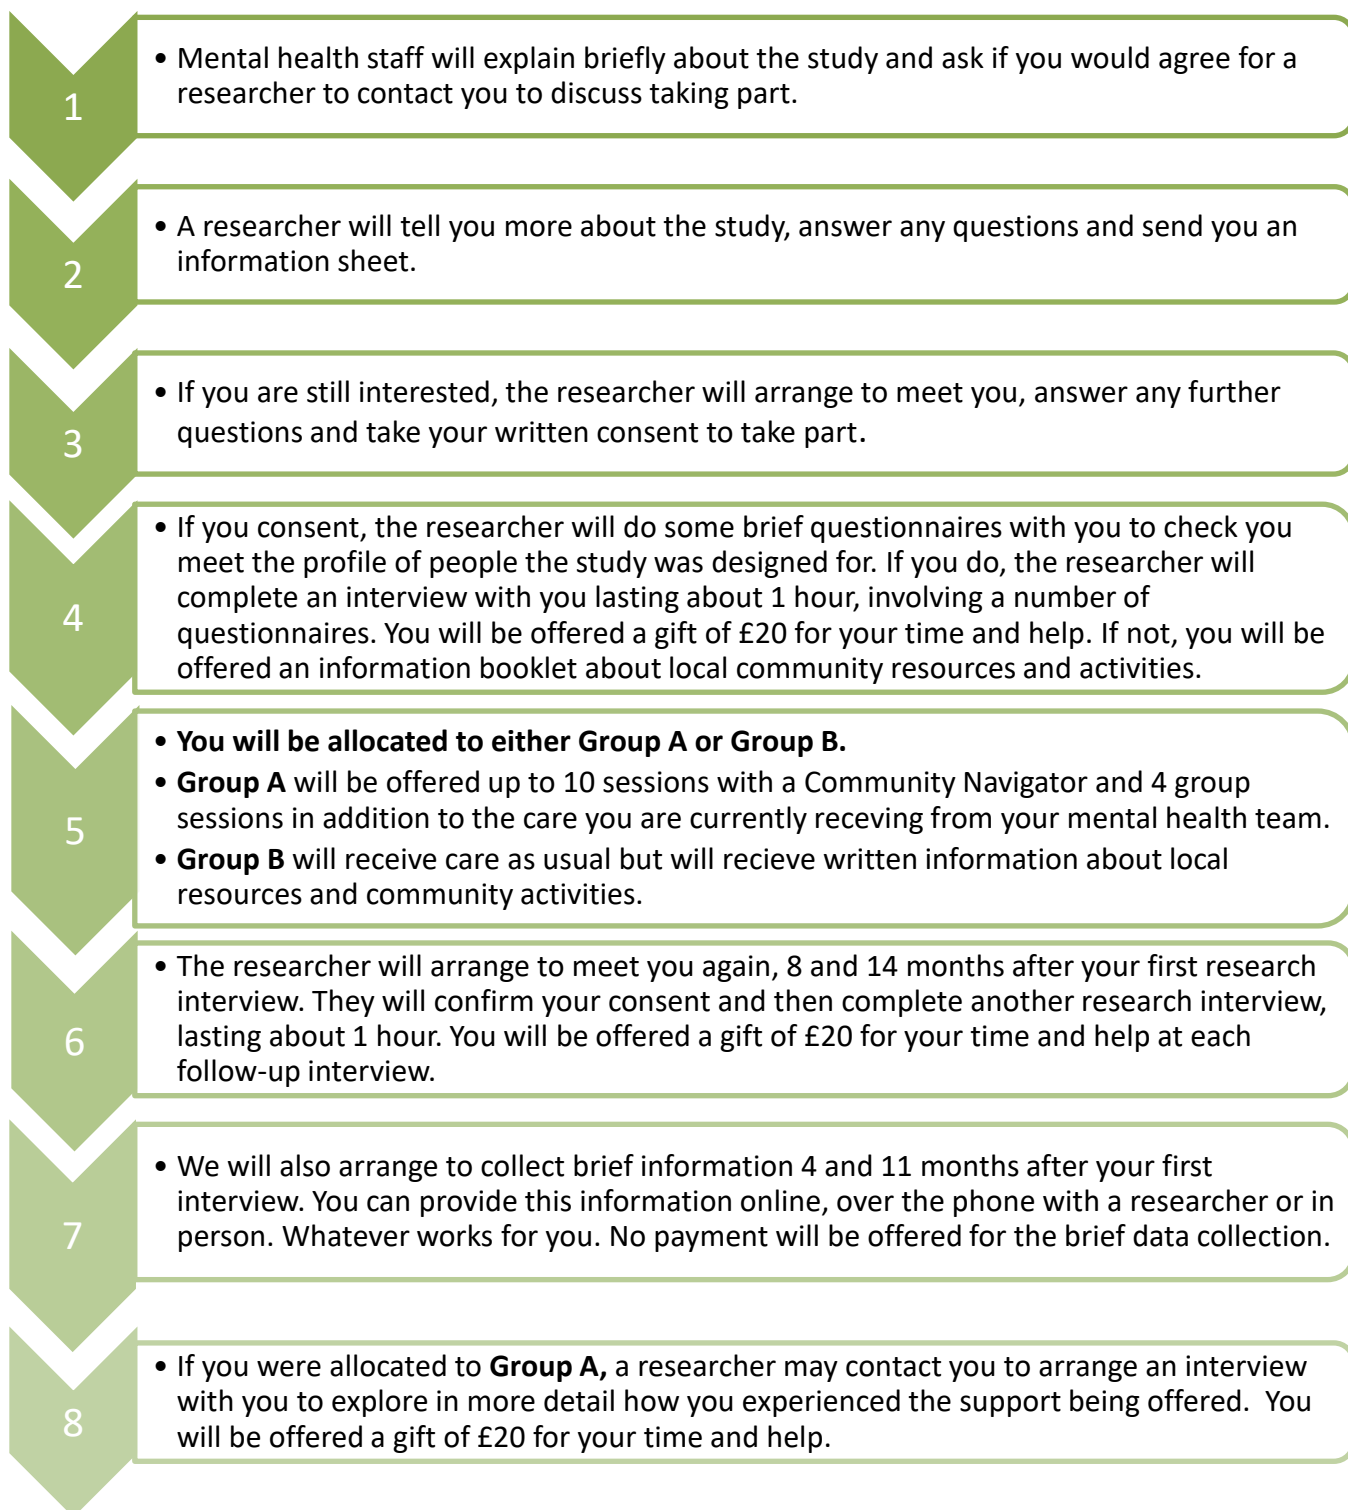 1
• Mental health staff will explain briefly about the study and ask if you would agree for a
researcher to contact you to discuss taking part.
2
• A researcher will tell you more about the study, answer any questions and send you an
information sheet.
3
• If you are still interested, the researcher will arrange to meet you, answer any further
questions and take your written consent to take part.
4
• If you consent, the researcher will do some brief questionnaires with you to check you
meet the profile of people the study was designed for. If you do, the researcher will
complete an interview with you lasting about 1 hour, involving a number of
questionnaires. You will be offered a gift of £20 for your time and help. If not, you will be
offered an information booklet about local community resources and activities.
5
• You will be allocated to either Group A or Group B.
• Group A will be offered up to 10 sessions with a Community Navigator and 4 group
sessions in addition to the care you are currently receving from your mental health team.
• Group B will receive care as usual but will recieve written information about local
resources and community activities.
6
• The researcher will arrange to meet you again, 8 and 14 months after your first research
interview. They will confirm your consent and then complete another research interview,
lasting about 1 hour. You will be offered a gift of £20 for your time and help at each
follow-up interview.
7
• We will also arrange to collect brief information 4 and 11 months after your first
interview. You can provide this information online, over the phone with a researcher or in
person. Whatever works for you. No payment will be offered for the brief data collection.
8
• If you were allocated to Group A, a researcher may contact you to arrange an interview
with you to explore in more detail how you experienced the support being offered.  You
will be offered a gift of £20 for your time and help.